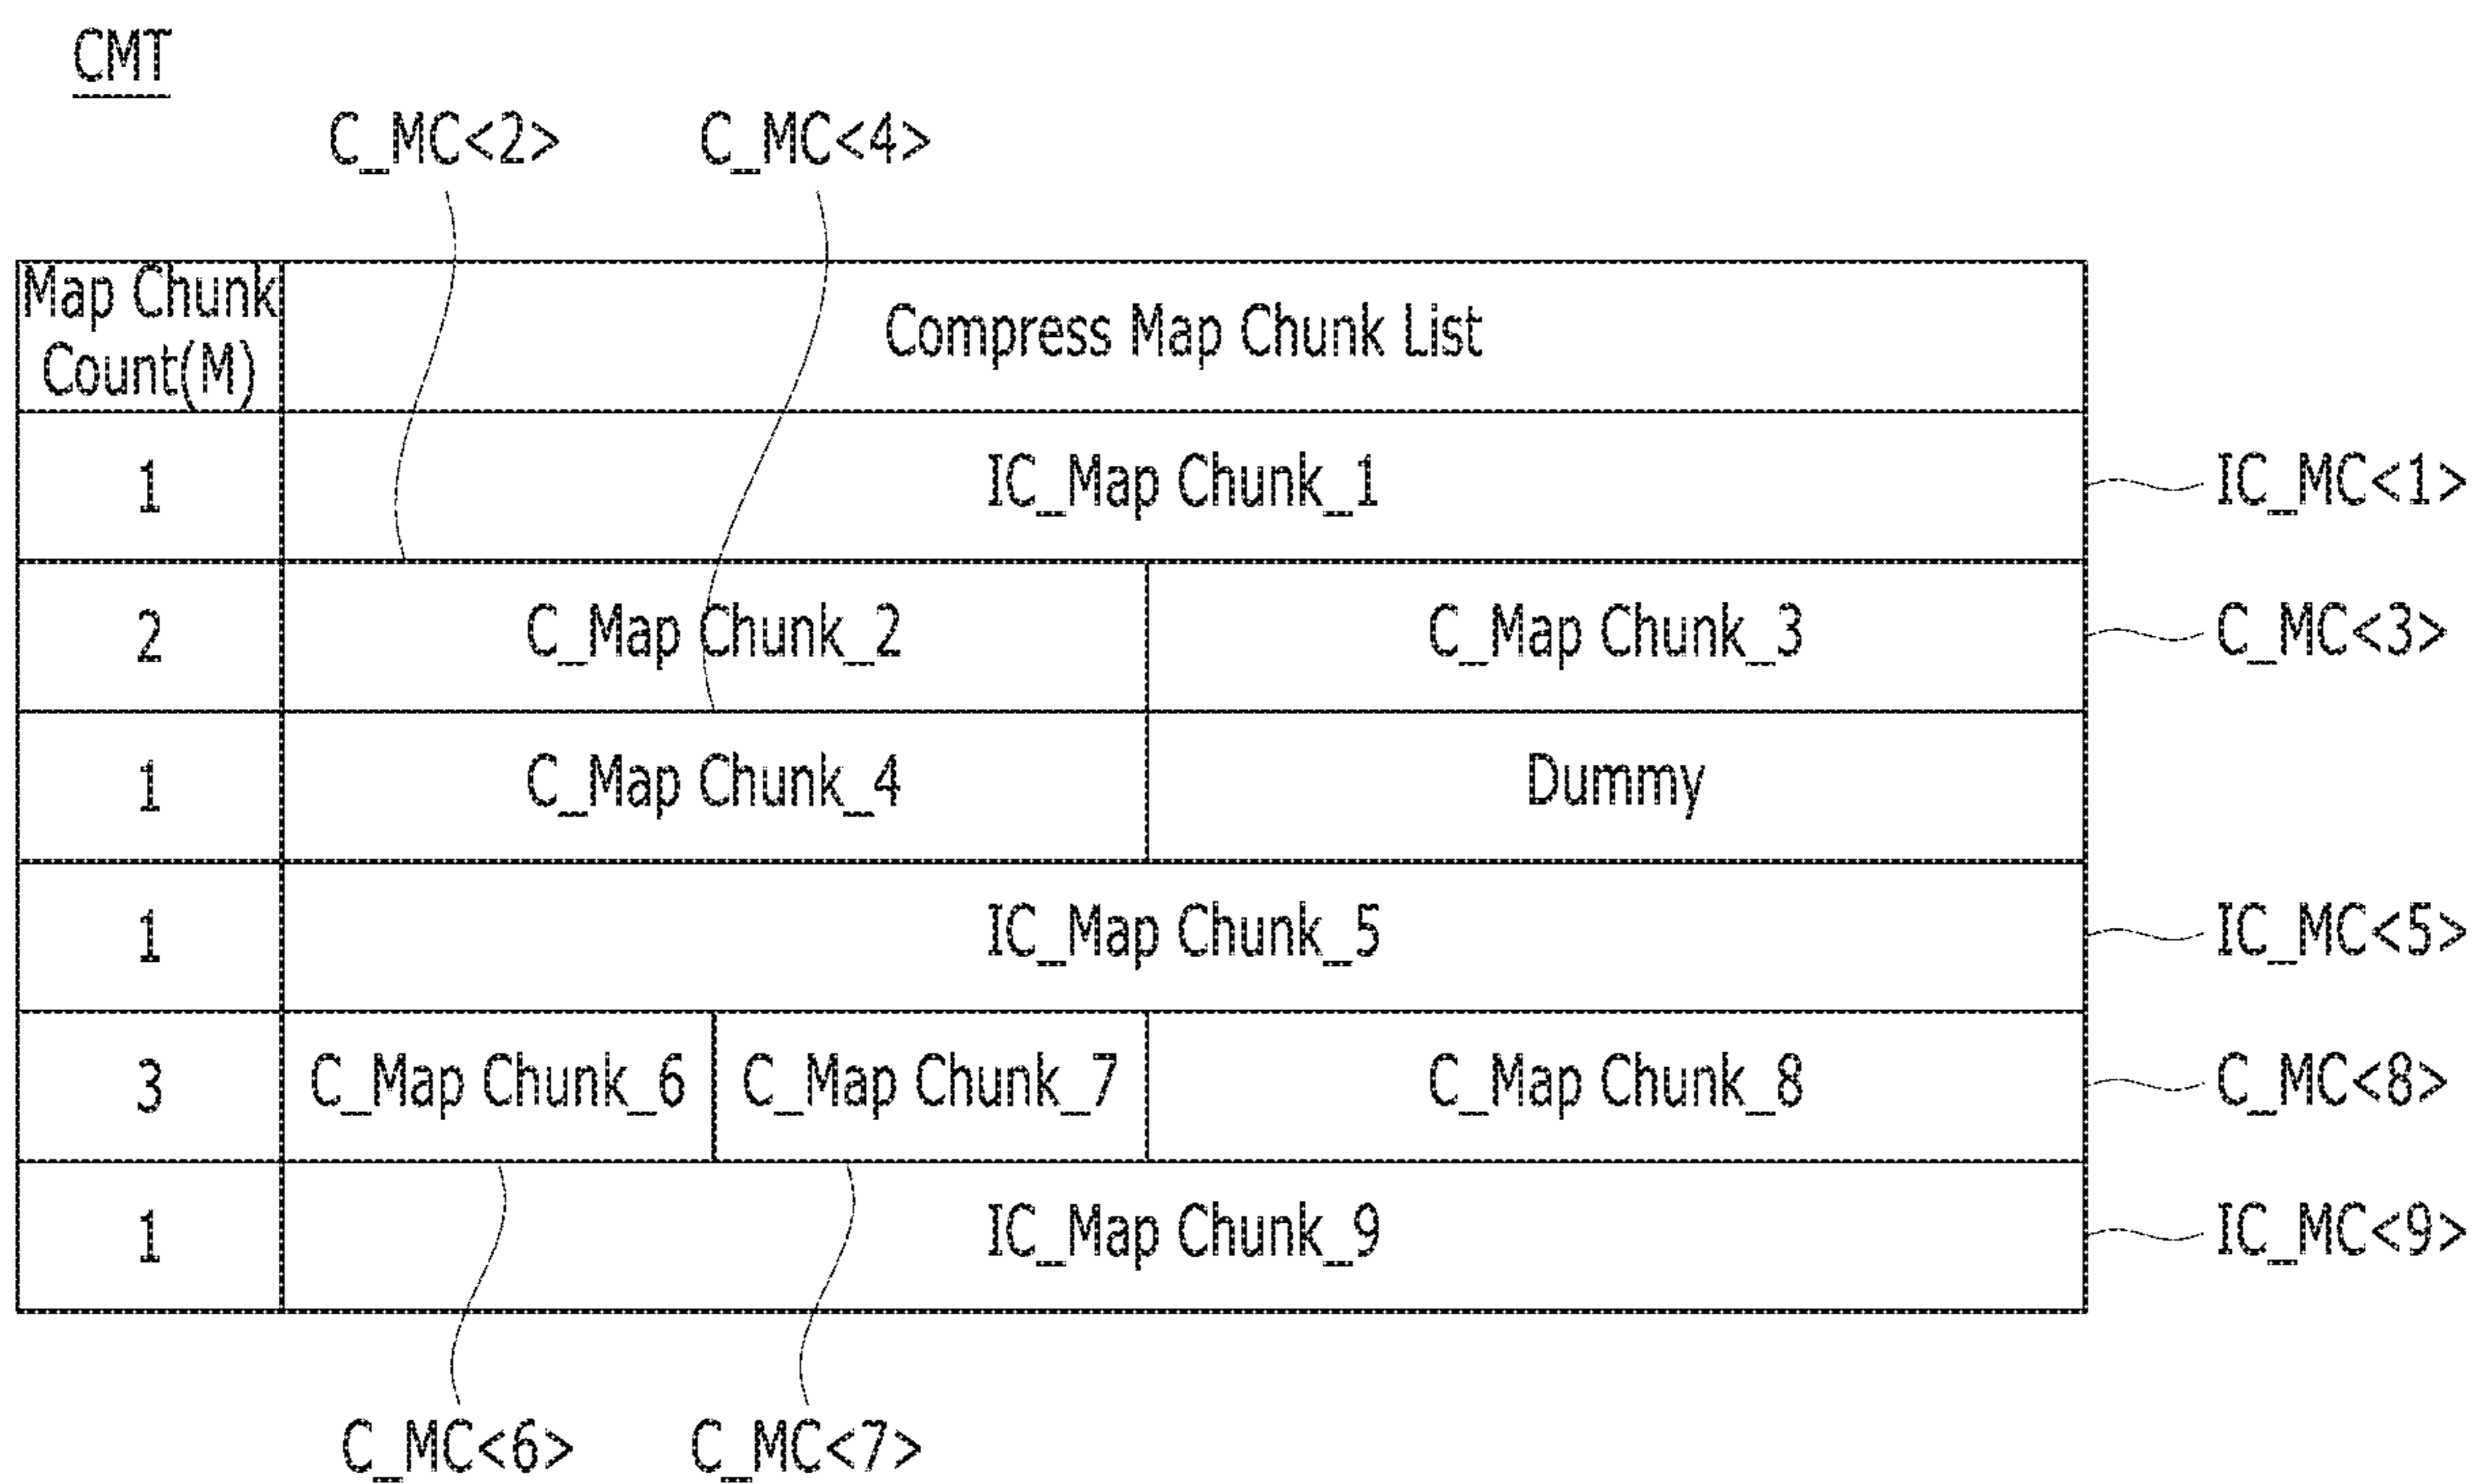 CMT
C_MC<2> C_MC<4>
Map Chunk
Count(M)
Compress Map Chunk List
1 IC_Map Chunk_1 IC_MC<1>
2 C_Map Chunk_2 C_Map Chunk_3 C_MC<3>
1 C_Map Chunk_4 Dummy
1 IC_Map Chunk_5 IC_MC<5>
3 C_Map Chunk_6 C_Map Chunk_7 C_Map Chunk_8 C_MC<8>
1 IC_Map Chunk_9 IC_MC<9>
C_MC<6> C_MC<7>